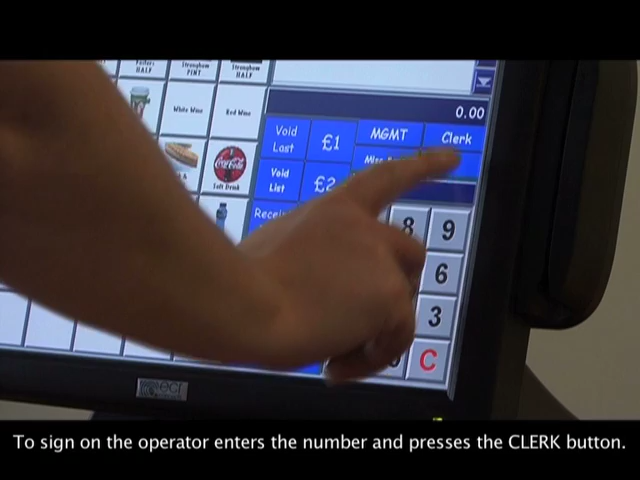 Fosters HALF
Strongbow PINT
Strongbow HALF
0.00
White Wine
Red Wine
Void Last
£1
MGMT
Clerk
Coca-Cola
Soft Drink
Void List
£2
8
9
6
3
C
ecr
To sign on the operator enters the number and presses the CLERK button.